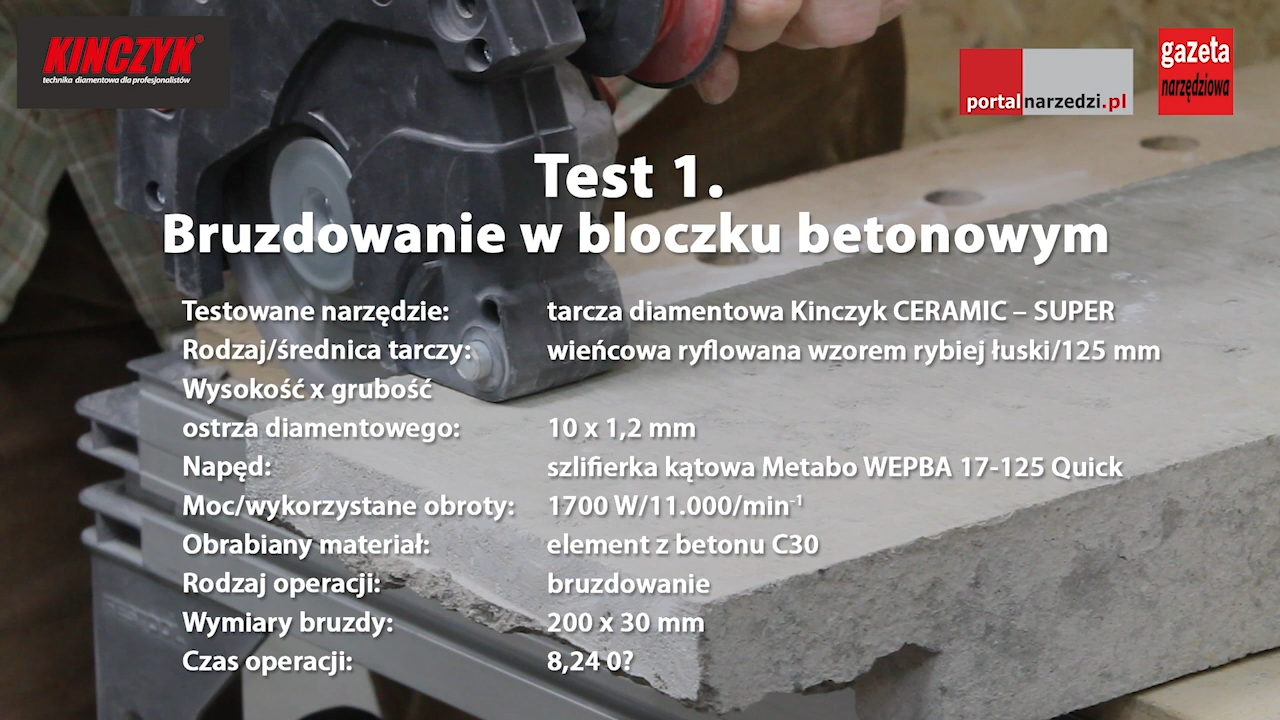 KINCZYK®
technika diamentowa dla profesjonalistów
portalnarzedzi.pl
gazeta
narzędziowa
Test 1.
Bruzdowanie w bloczku betonowym
Testowane narzędzie: tarcza diamentowa Kinczyk CERAMIC – SUPER
Rodzaj/średnica tarczy: wieńcowa ryflowana wzorem rybiej łuski/125 mm
Wysokość x grubość
ostrza diamentowego: 10 x 1,2 mm
Napęd: szlifierka kątowa Metabo WEPBA 17-125 Quick
Moc/wykorzystane obroty: 1700 W/11.000/min⁻¹
Obrabiany materiał: element z betonu C30
Rodzaj operacji: bruzdowanie
Wymiary bruzdy: 200 x 30 mm
Czas operacji: 8,24 0?